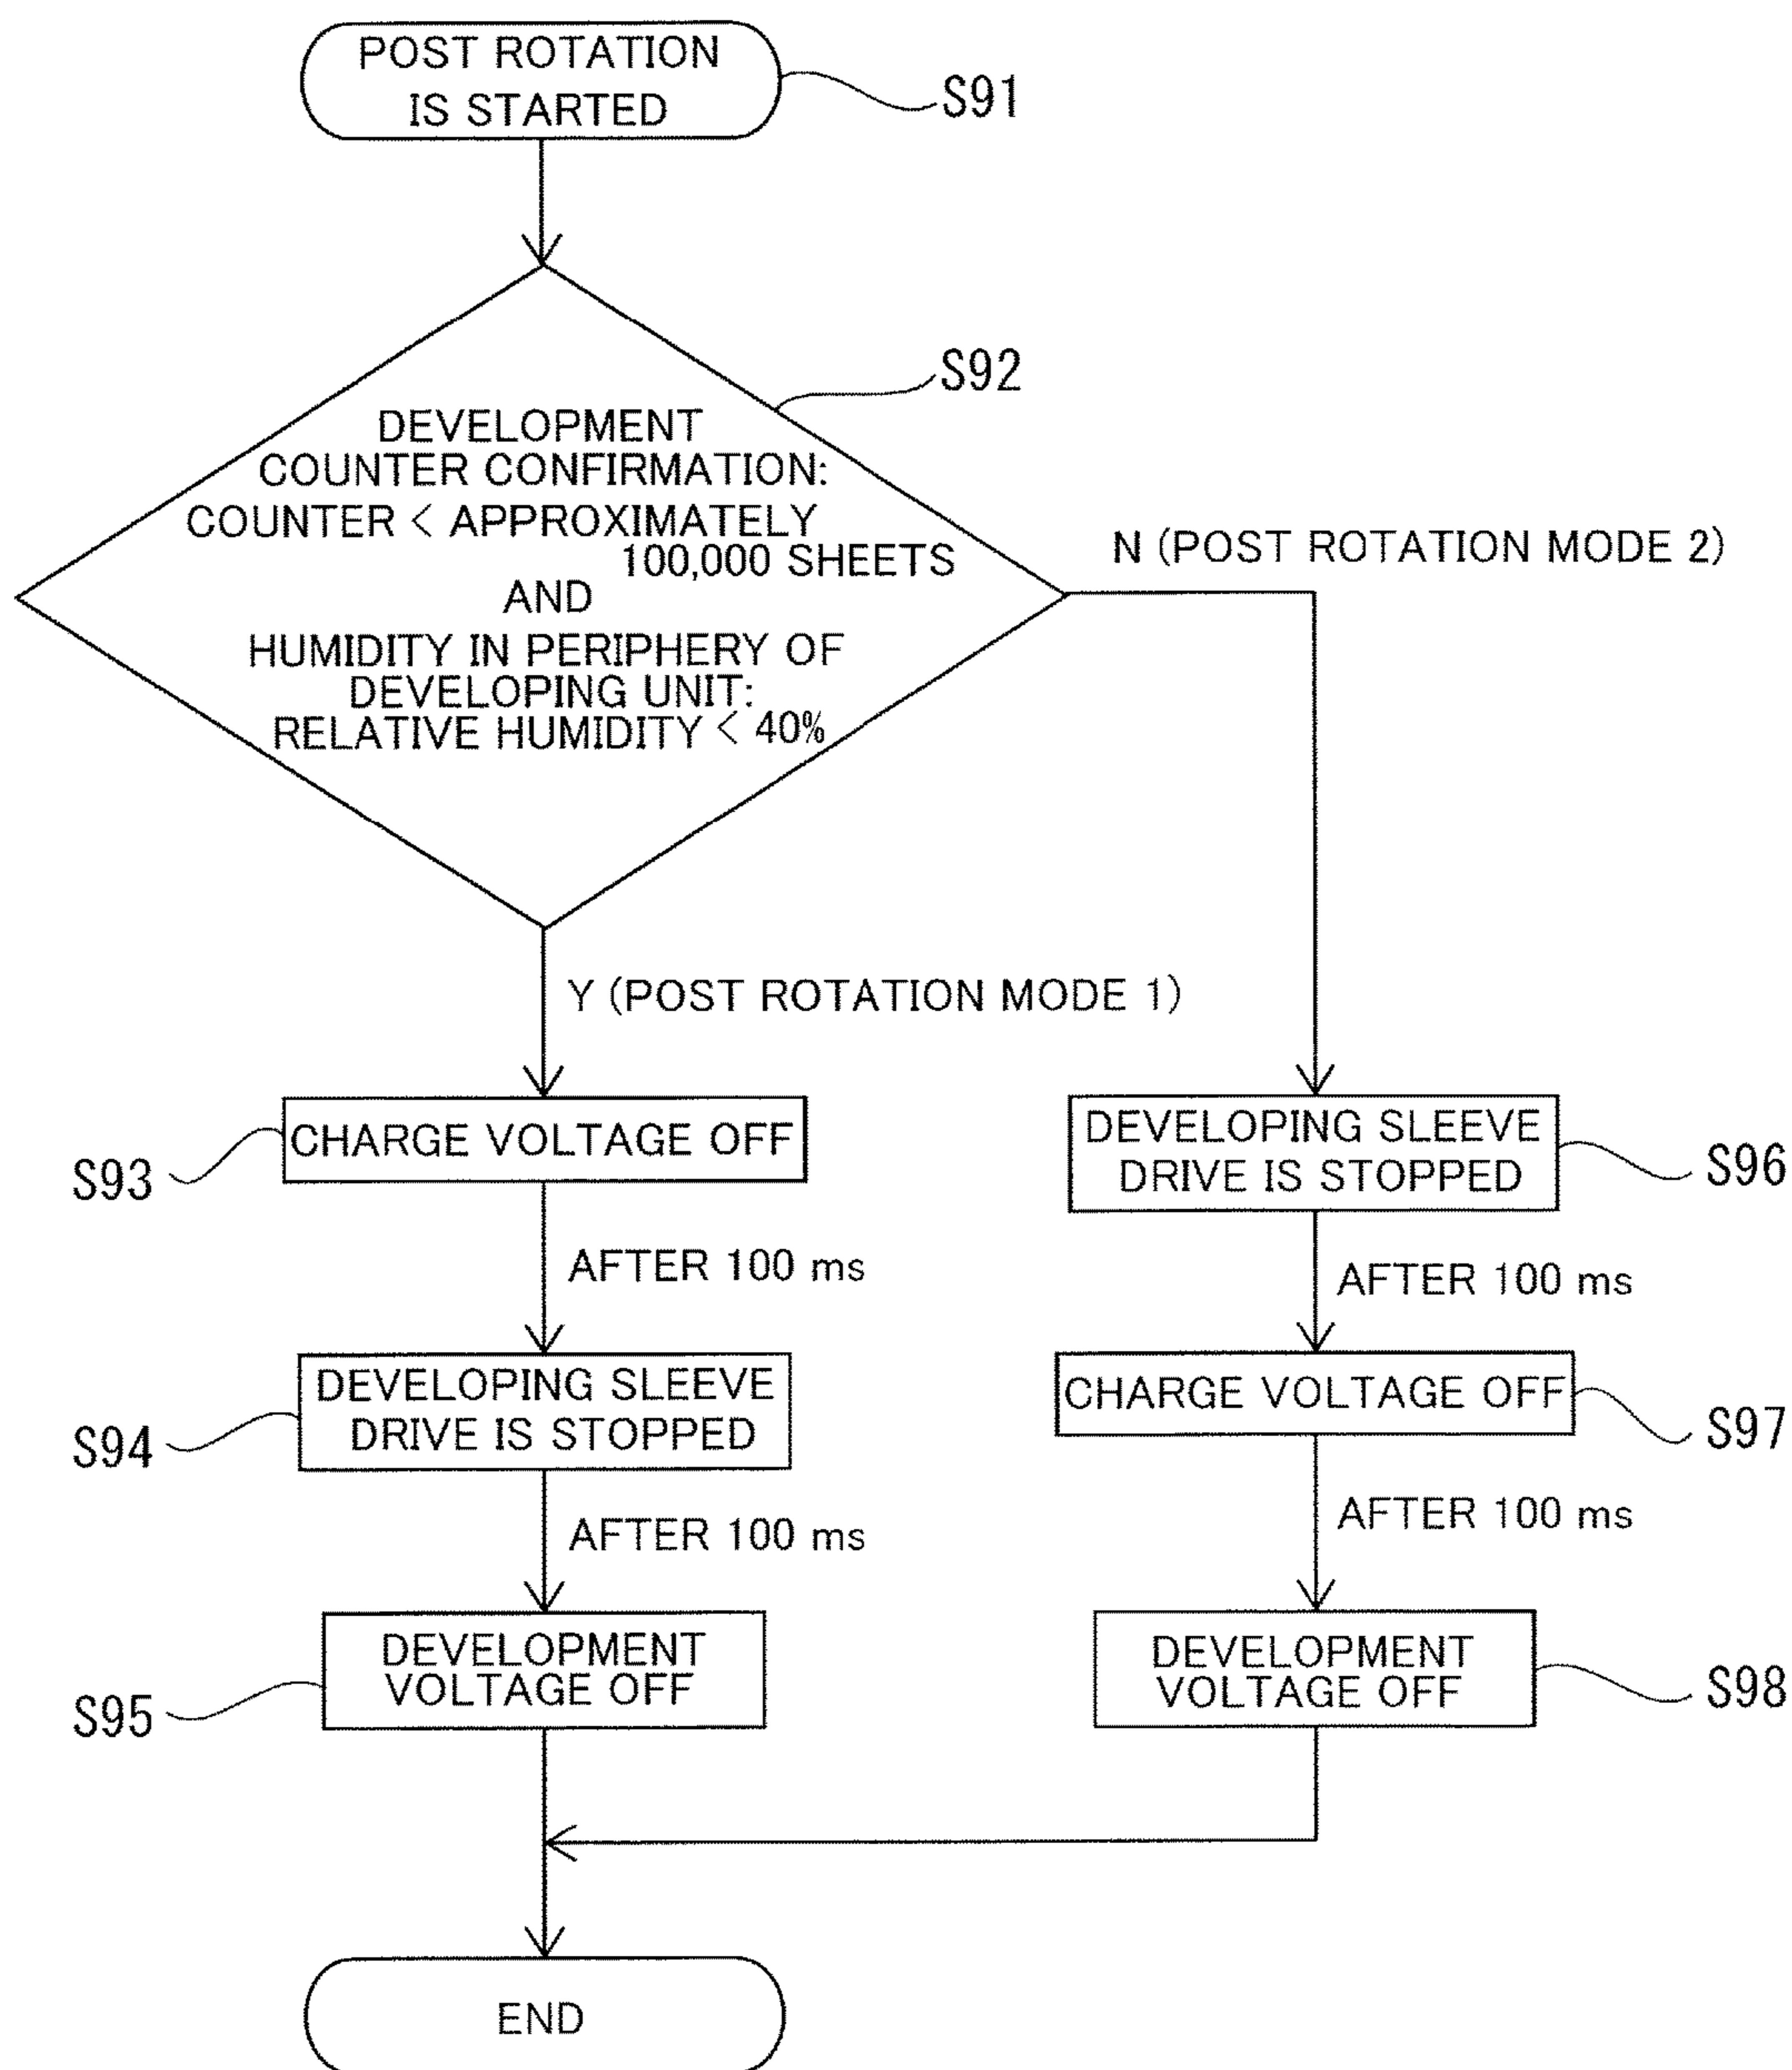 POST ROTATION
IS STARTED
S91
S92
DEVELOPMENT
COUNTER CONFIRMATION:
COUNTER < APPROXIMATELY
100,000 SHEETS
AND
HUMIDITY IN PERIPHERY OF
DEVELOPING UNIT:
RELATIVE HUMIDITY < 40%
N (POST ROTATION MODE 2)
Y (POST ROTATION MODE 1)
CHARGE VOLTAGE OFF
S93
AFTER 100 ms
DEVELOPING SLEEVE
DRIVE IS STOPPED
S94
AFTER 100 ms
DEVELOPMENT
VOLTAGE OFF
S95
DEVELOPING SLEEVE
DRIVE IS STOPPED
S96
AFTER 100 ms
CHARGE VOLTAGE OFF
S97
AFTER 100 ms
DEVELOPMENT
VOLTAGE OFF
S98
END